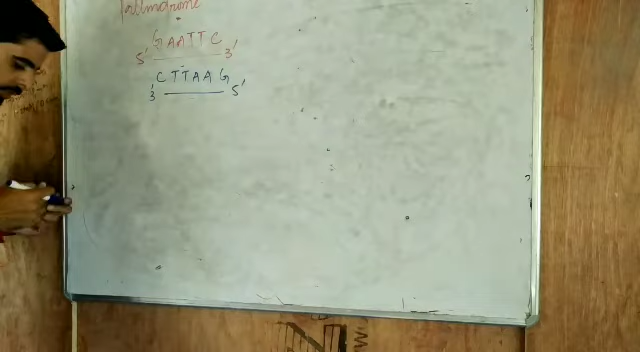 Palindrome
GAATTC
5' 3'
CTTAAG
3' 5'